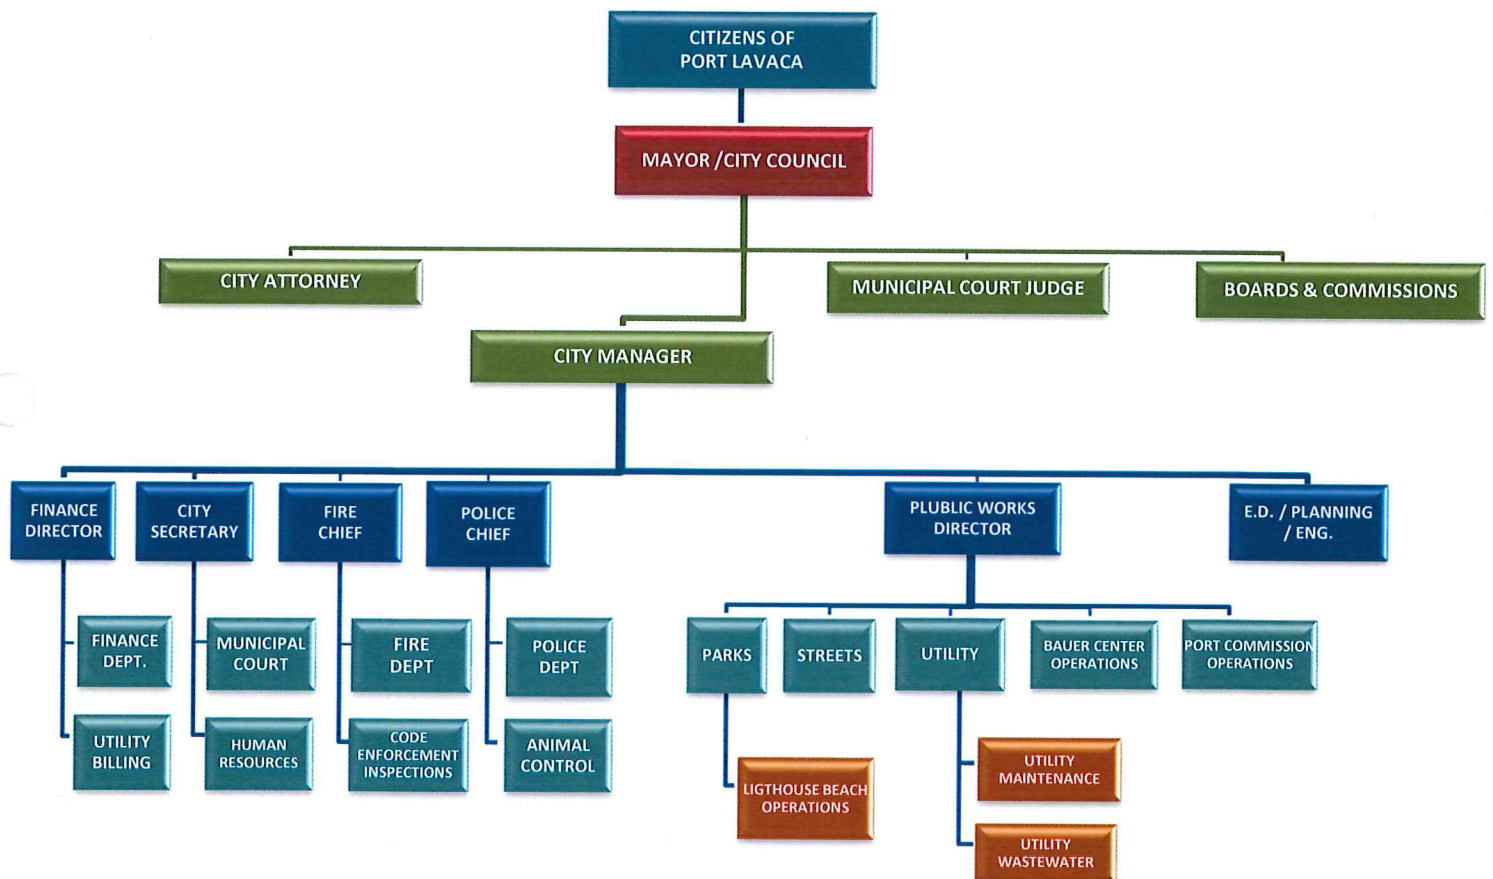 CITIZENS OF
PORT LAVACA
MAYOR /CITY COUNCIL
CITY ATTORNEY
MUNICIPAL COURT JUDGE
BOARDS & COMMISSIONS
CITY MANAGER
FINANCE
DIRECTOR
CITY
SECRETARY
FIRE
CHIEF
POLICE
CHIEF
PLUBLIC WORKS
DIRECTOR
E.D. / PLANNING
/ ENG.
FINANCE
DEPT.
MUNICIPAL
COURT
FIRE
DEPT
POLICE
DEPT
PARKS
STREETS
UTILITY
BAUER CENTER
OPERATIONS
PORT COMMISSION
OPERATIONS
UTILITY
BILLING
HUMAN
RESOURCES
CODE
ENFORCEMENT
INSPECTIONS
ANIMAL
CONTROL
LIGTHOUSE BEACH
OPERATIONS
UTILITY
MAINTENANCE
UTILITY
WASTEWATER